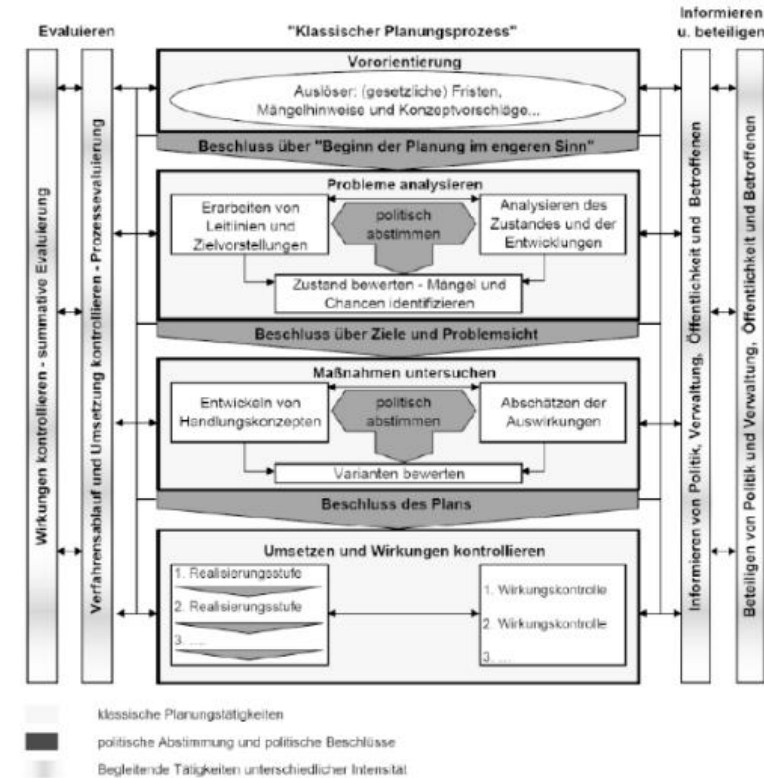 Evaluieren
"Klassischer Planungsprozess"
Informieren
u. beteiligen
Wirkungen kontrollieren - summative Evaluierung
Verfahrensablauf und Umsetzung kontrollieren - Prozessevaluierung
Vororientierung
Auslöser: (gesetzliche) Fristen,
Mängelhinweise und Konzeptvorschläge...
Beschluss über "Beginn der Planung im engeren Sinn"
Probleme analysieren
Erarbeiten von
Leitlinien und
Zielvorstellungen
politisch
abstimmen
Analysieren des
Zustandes und der
Entwicklungen
Zustand bewerten - Mängel und
Chancen identifizieren
Beschluss über Ziele und Problemsicht
Maßnahmen untersuchen
Entwickeln von
Handlungskonzepten
politisch
abstimmen
Abschätzen der
Auswirkungen
Varianten bewerten
Beschluss des Plans
Umsetzen und Wirkungen kontrollieren
1. Realisierungsstufe
2. Realisierungsstufe
3. ....
1. Wirkungskontrolle
2. Wirkungskontrolle
3. ...
Informieren von Politik, Verwaltung, Öffentlichkeit und Betroffenen
Beteiligen von Politik und Verwaltung, Öffentlichkeit und Betroffenen
klassische Planungstätigkeiten
politische Abstimmung und politische Beschlüsse
Begleitende Tätigkeiten unterschiedlicher Intensität